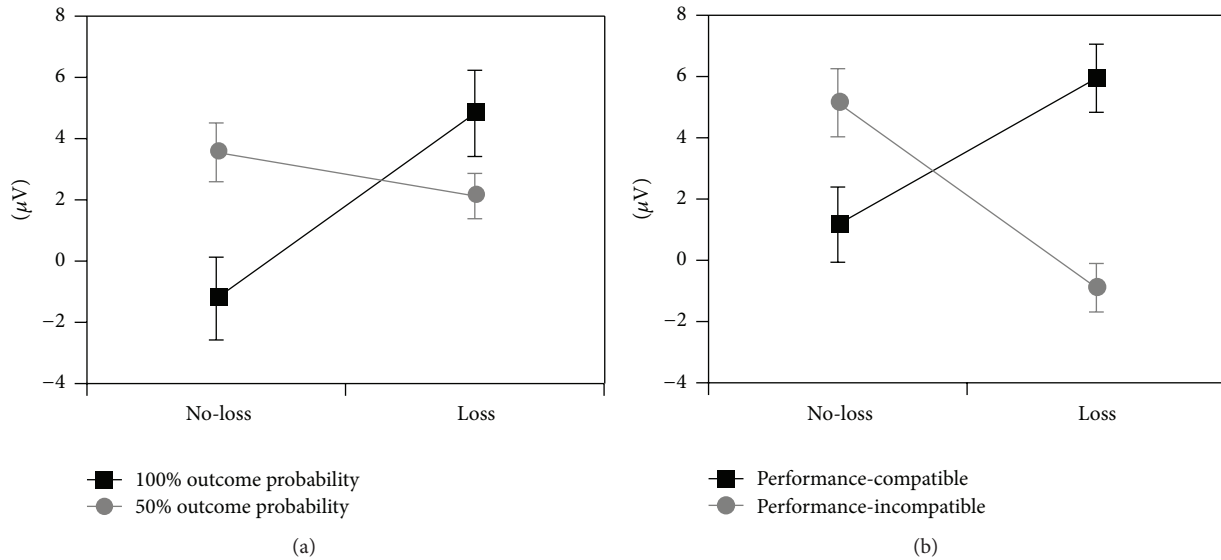 8
6
4
2
0
−2
−4
(μV)
No-loss
Loss
100% outcome probability
50% outcome probability
(a)
8
6
4
2
0
−2
−4
(μV)
No-loss
Loss
Performance-compatible
Performance-incompatible
(b)